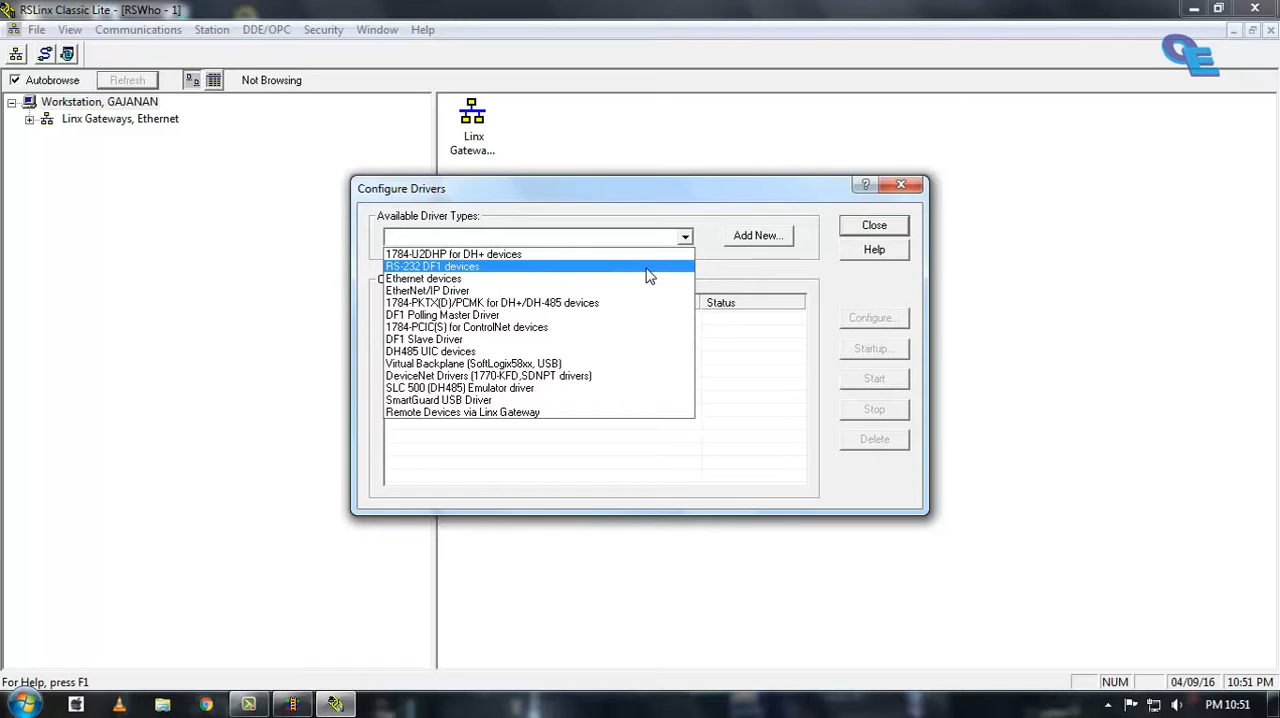 RSLinx Classic Lite - [RSWho - 1]
File View Communications Station DDE/OPC Security Window Help
Autobrowse Refresh Not Browsing
Workstation, GAJANAN
Linx Gateways, Ethernet
Linx
Gatewa...
Configure Drivers
Available Driver Types:
Add New...
Close
Help
1784-U2DHP for DH+ devices
RS-232 DF1 devices
Ethernet devices
EtherNet/IP Driver
1784-PKTX(D)/PCMK for DH+/DH-485 devices
DF1 Polling Master Driver
1784-PCIC(S) for ControlNet devices
DF1 Slave Driver
DH485 UIC devices
Virtual Backplane (SoftLogix58xx, USB)
DeviceNet Drivers (1770-KFD,SDNPT drivers)
SLC 500 (DH485) Emulator driver
SmartGuard USB Driver
Remote Devices via Linx Gateway
Status
Configure...
Startup...
Start
Stop
Delete
For Help, press F1
NUM 04/09/16 10:51 PM
PM 10:51